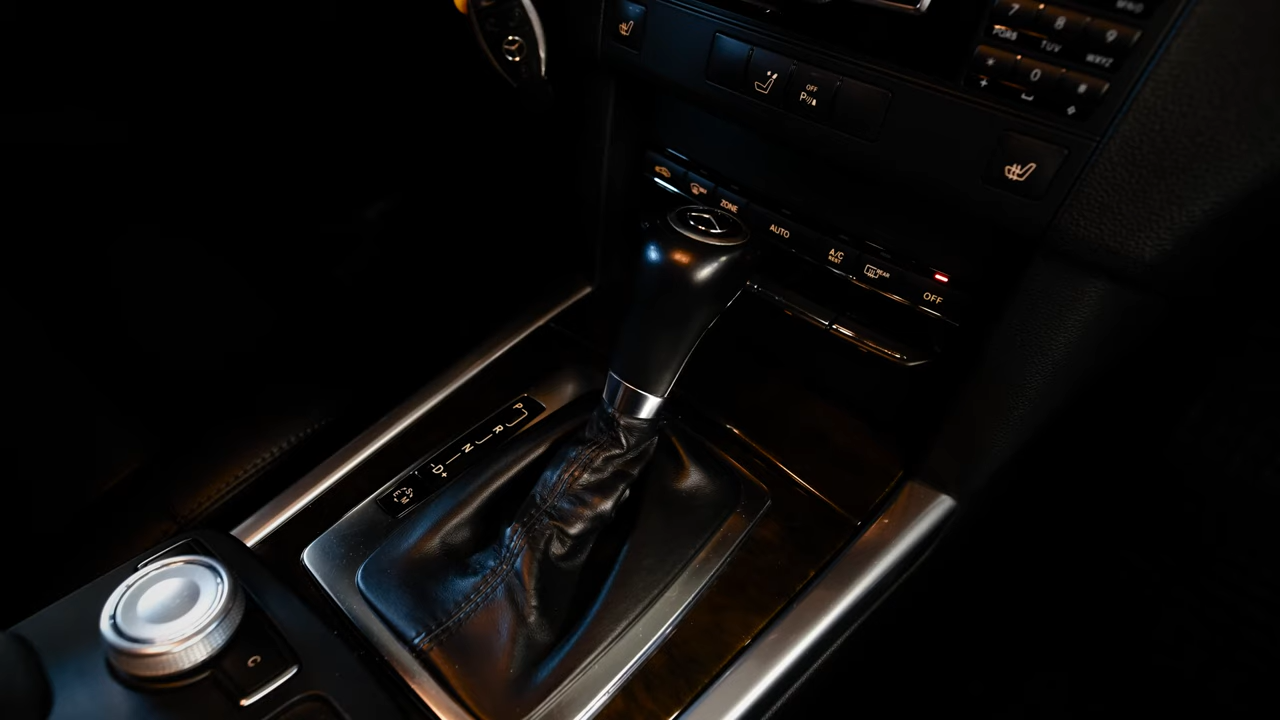 7 8 9
PQRS TUV WXYZ
* 0 #
+
OFF
P
ZONE
AUTO
A/C
REST
REAR
OFF
P
R
N
-D+
S
E M
C